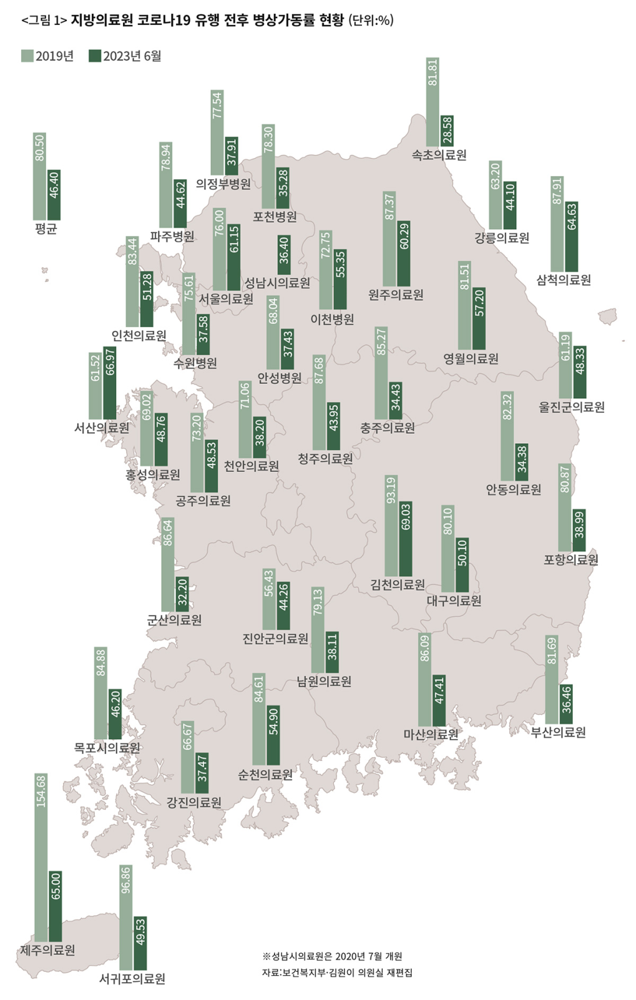 <그림 1> 지방의료원 코로나19 유행 전후 병상가동률 현황 (단위:%)
2019년 2023년 6월
80.50 46.40
평균
78.94 44.62
파주병원
77.54 37.91
의정부병원
78.30 35.28
포천병원
81.81 28.58
속초의료원
63.20 44.10
강릉의료원
87.91 64.63
삼척의료원
83.44 51.28
인천의료원
75.61 37.58
수원병원
76.00 61.15
서울의료원
36.40
성남시의료원
72.75 55.35
이천병원
87.37 60.29
원주의료원
81.51 57.20
영월의료원
68.04 37.43
안성병원
61.52 66.97
서산의료원
69.02 48.76
홍성의료원
73.20 48.53
공주의료원
71.06 38.20
천안의료원
87.68 43.95
청주의료원
85.27 34.43
충주의료원
61.19 48.33
울진군의료원
82.32 34.38
안동의료원
80.87 38.99
포항의료원
93.19 69.03
김천의료원
80.10 50.10
대구의료원
86.64 32.20
군산의료원
56.43 44.26
진안군의료원
79.13 38.11
남원의료원
86.09 47.41
마산의료원
81.69 36.46
부산의료원
84.88 46.20
목포시의료원
66.67 37.47
강진의료원
84.61 54.90
순천의료원
154.68 65.00
제주의료원
96.86 49.53
서귀포의료원
※성남시의료원은 2020년 7월 개원
자료:보건복지부·김원이 의원실 재편집